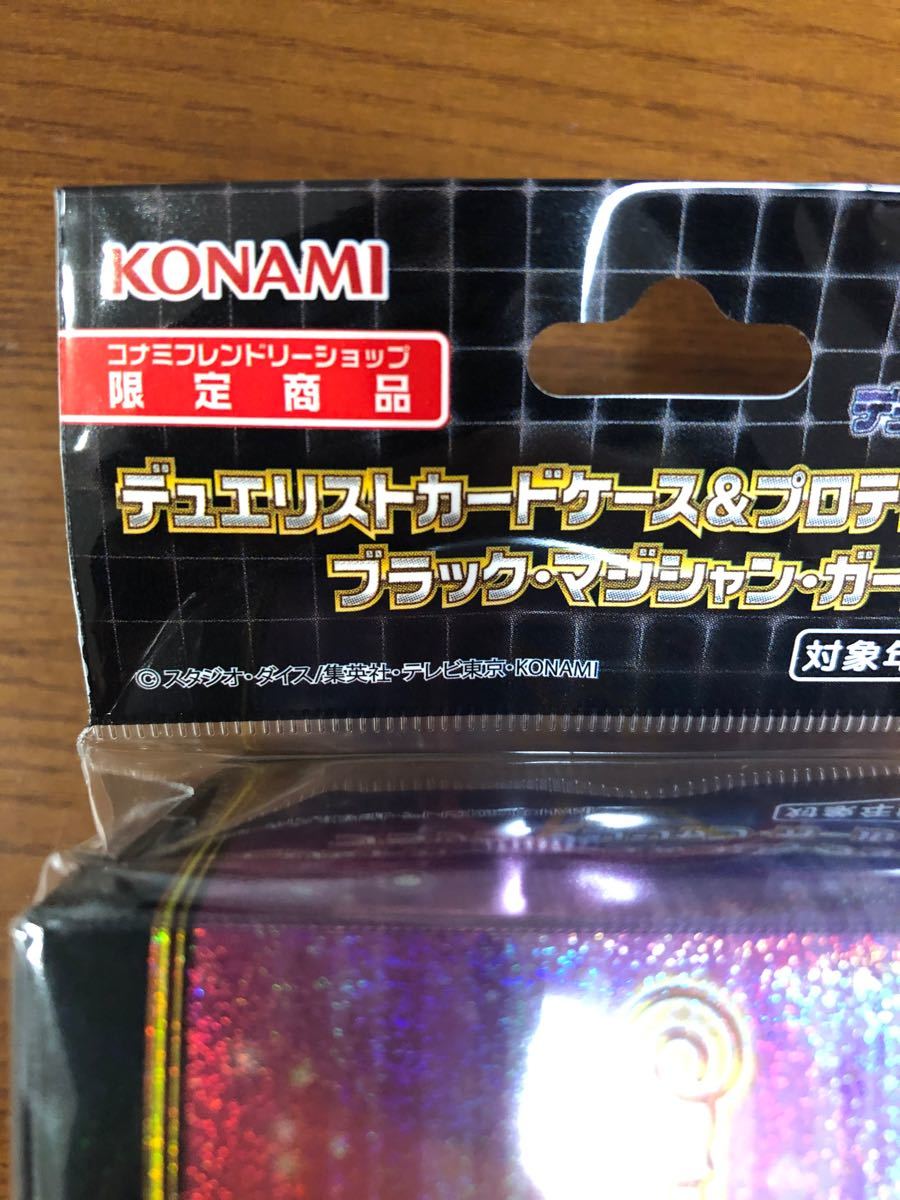 KONAMI
コナミフレンドリーショップ
限定商品
デュエリストカードケース&プロテ
ブラック・マジシャン・ガー
対象年
©スタジオ・ダイス/集英社・テレビ東京・KONAMI